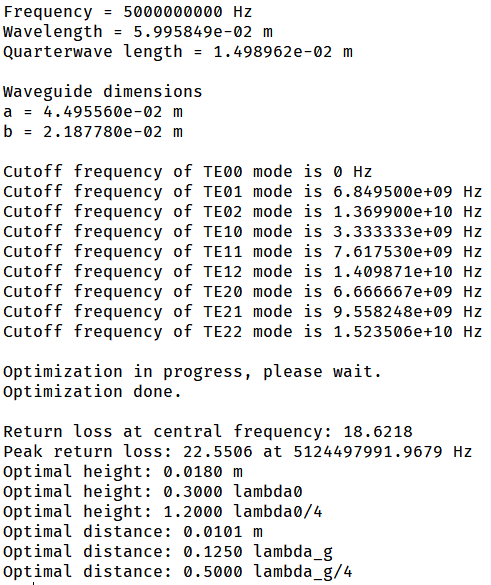 Frequency = 5000000000 Hz
Wavelength = 5.995849e-02 m
Quarterwave length = 1.498962e-02 m
Waveguide dimensions
a = 4.495560e-02 m
b = 2.187780e-02 m
Cutoff frequency of TE00 mode is 0 Hz
Cutoff frequency of TE01 mode is 6.849500e+09 Hz
Cutoff frequency of TE02 mode is 1.369900e+10 Hz
Cutoff frequency of TE10 mode is 3.333333e+09 Hz
Cutoff frequency of TE11 mode is 7.617530e+09 Hz
Cutoff frequency of TE12 mode is 1.409871e+10 Hz
Cutoff frequency of TE20 mode is 6.666667e+09 Hz
Cutoff frequency of TE21 mode is 9.558248e+09 Hz
Cutoff frequency of TE22 mode is 1.523506e+10 Hz
Optimization in progress, please wait.
Optimization done.
Return loss at central frequency: 18.6218
Peak return loss: 22.5506 at 5124497991.9679 Hz
Optimal height: 0.0180 m
Optimal height: 0.3000 lambda0
Optimal height: 1.2000 lambda0/4
Optimal distance: 0.0101 m
Optimal distance: 0.1250 lambda_g
Optimal distance: 0.5000 lambda_g/4